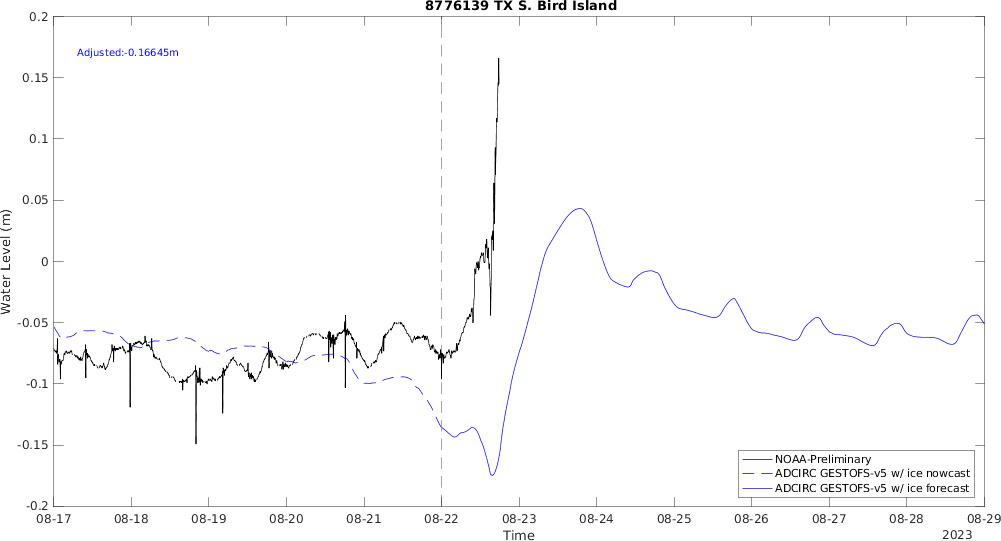 8776139 TX S. Bird Island
Adjusted:-0.16645m
Water Level (m)
0.2
0.15
0.1
0.05
0
-0.05
-0.1
-0.15
-0.2
NOAA-Preliminary
ADCIRC GESTOFS-v5 w/ ice nowcast
ADCIRC GESTOFS-v5 w/ ice forecast
08-17 08-18 08-19 08-20 08-21 08-22 08-23 08-24 08-25 08-26 08-27 08-28 08-29
Time
2023